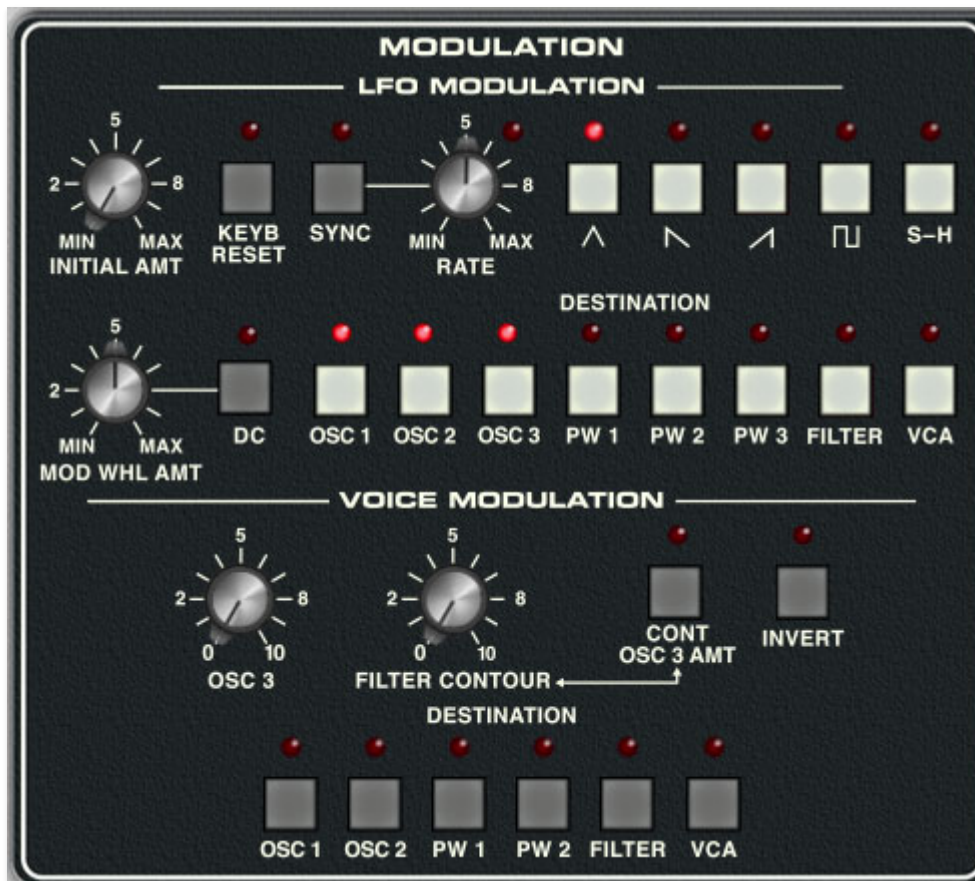 MODULATION
LFO MODULATION
5 5
2 8 8
KEYB SYNC S–H
MIN MAX RESET MIN MAX
INITIAL AMT RATE
DESTINATION
5
2
MIN MAX DC OSC 1 OSC 2 OSC 3 PW 1 PW 2 PW 3 FILTER VCA
MOD WHL AMT
VOICE MODULATION
5 5
2 8 2 8
0 10 0 10 CONT INVERT
OSC 3 FILTER CONTOUR OSC 3 AMT
DESTINATION
OSC 1 OSC 2 PW 1 PW 2 FILTER VCA